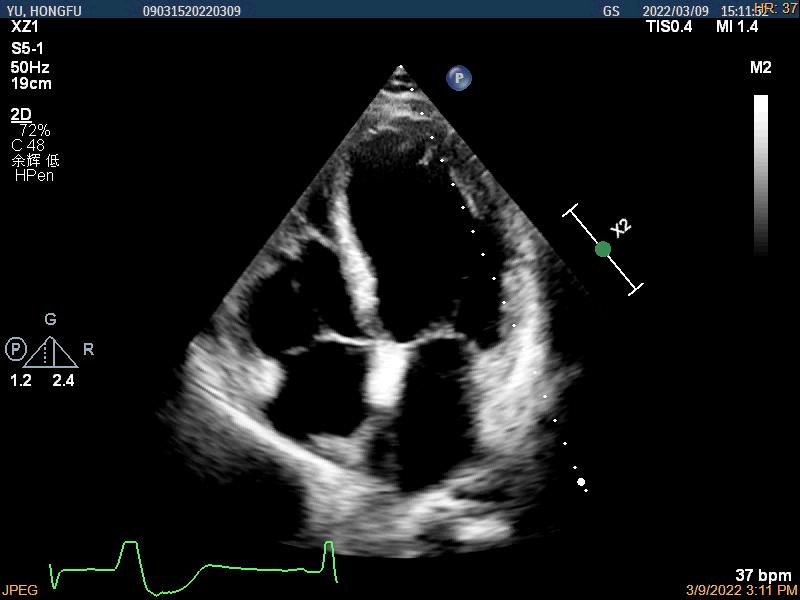 YU, HONGFU 09031520220309 GS 2022/03/09 15:11:52 HR: 37
XZ1 TIS0.4 MI 1.4
S5-1
50Hz
19cm
M2
2D
72%
C 48
余辉 低
HPen
P
X2
G
P R
1.2 2.4
37 bpm
JPEG 3/9/2022 3:11 PM